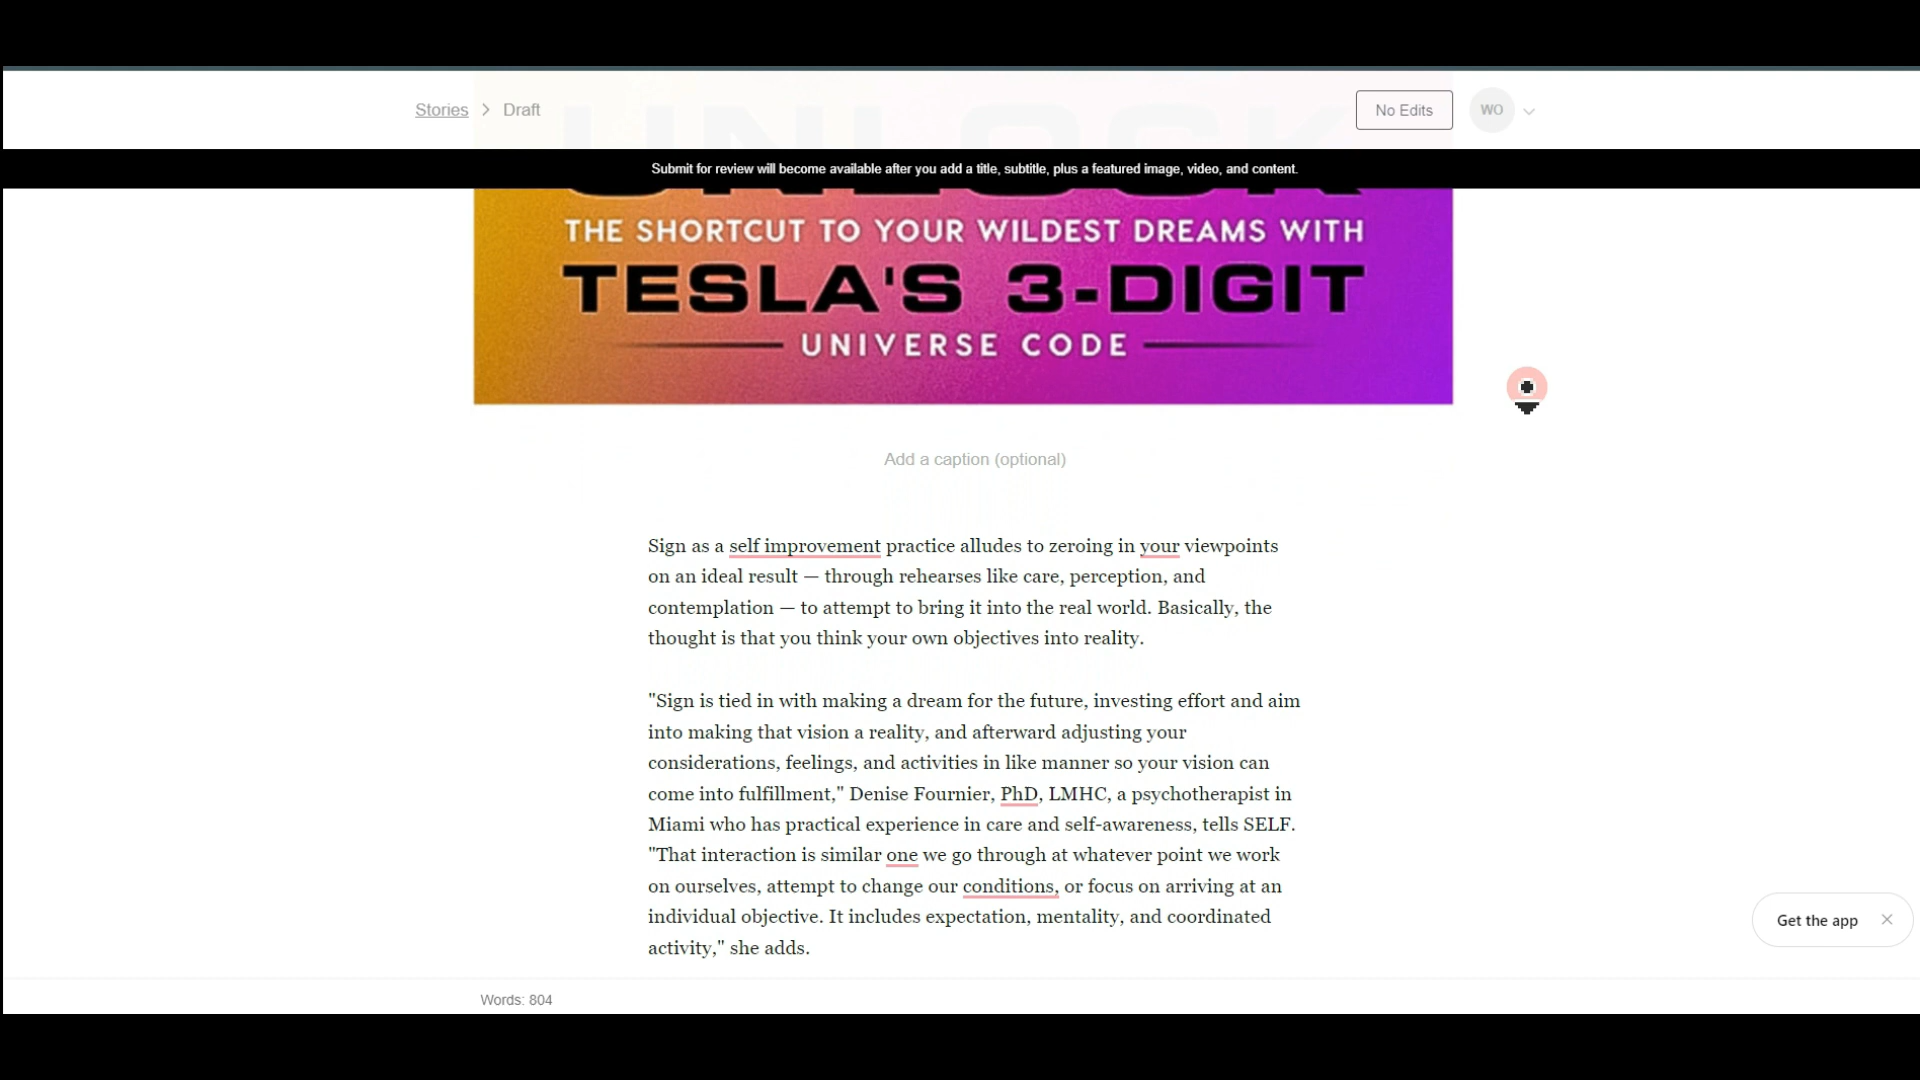 Stories > Draft
No Edits
WO
UNLOCK
Submit for review will become available after you add a title, subtitle, plus a featured image, video, and content.
THE SHORTCUT TO YOUR WILDEST DREAMS WITH
TESLA'S 3-DIGIT
UNIVERSE CODE
Add a caption (optional)
Sign as a self improvement practice alludes to zeroing in your viewpoints
on an ideal result — through rehearses like care, perception, and
contemplation — to attempt to bring it into the real world. Basically, the
thought is that you think your own objectives into reality.
"Sign is tied in with making a dream for the future, investing effort and aim
into making that vision a reality, and afterward adjusting your
considerations, feelings, and activities in like manner so your vision can
come into fulfillment," Denise Fournier, PhD, LMHC, a psychotherapist in
Miami who has practical experience in care and self-awareness, tells SELF.
"That interaction is similar one we go through at whatever point we work
on ourselves, attempt to change our conditions, or focus on arriving at an
individual objective. It includes expectation, mentality, and coordinated
activity," she adds.
Get the app
Words: 804